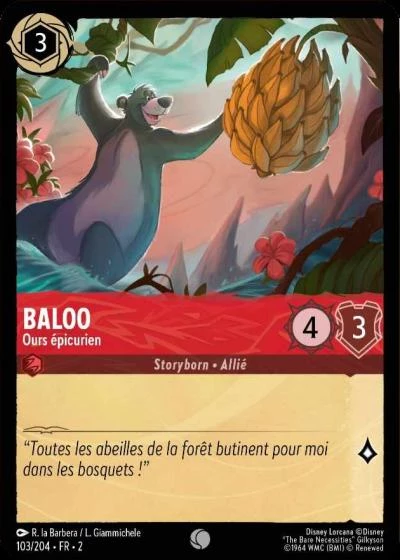 3
BALOO
Ours épicurien
4
3
Storyborn • Allié
“Toutes les abeilles de la forêt butinent pour moi
dans les bosquets !”
R. la Barbera / L. Giammichele
103/204 • FR • 2
Disney Lorcana ©Disney
"The Bare Necessities" Gilkyson
©1964 WMC (BMI) © Renewed